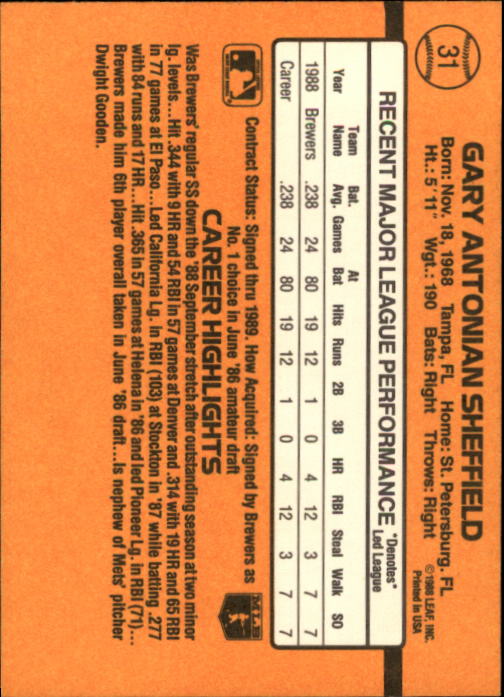 31
GARY ANTONIAN SHEFFIELD
Born: Nov. 18, 1968 Tampa, FL Home: St. Petersburg, FL
Ht.: 5' 11" Wgt.: 190 Bats: Right Throws: Right
©1988 LEAF, INC.
Printed in USA
RECENT MAJOR LEAGUE PERFORMANCE
"Denotes"
Led League
Year Team Name Bat. Avg. Games At Bat Hits Runs 2B 3B HR RBI Steal Walk SO
1988 Brewers .238 24 80 19 12 1 0 4 12 3 7 7
Career .238 24 80 19 12 1 0 4 12 3 7 7
Contract Status: Signed thru 1989. How Acquired: Signed by Brewers as
No. 1 choice in June '86 amateur draft
MLB
CAREER HIGHLIGHTS
Was Brewers' regular SS down the '88 September stretch after outstanding season at two minor
lg. levels...Hit .344 with 9 HR and 54 RBI in 57 games at Denver and .314 with 19 HR and 65 RBI
in 77 games at El Paso...Led California Lg. in RBI (103) at Stockton in '87 while batting .277
with 84 runs and 17 HR...Hit .365 in 57 games at Helena in '86 and led Pioneer Lg. in RBI (71)...
Brewers made him 6th player overall taken in June '86 draft...Is nephew of Mets' pitcher
Dwight Gooden.